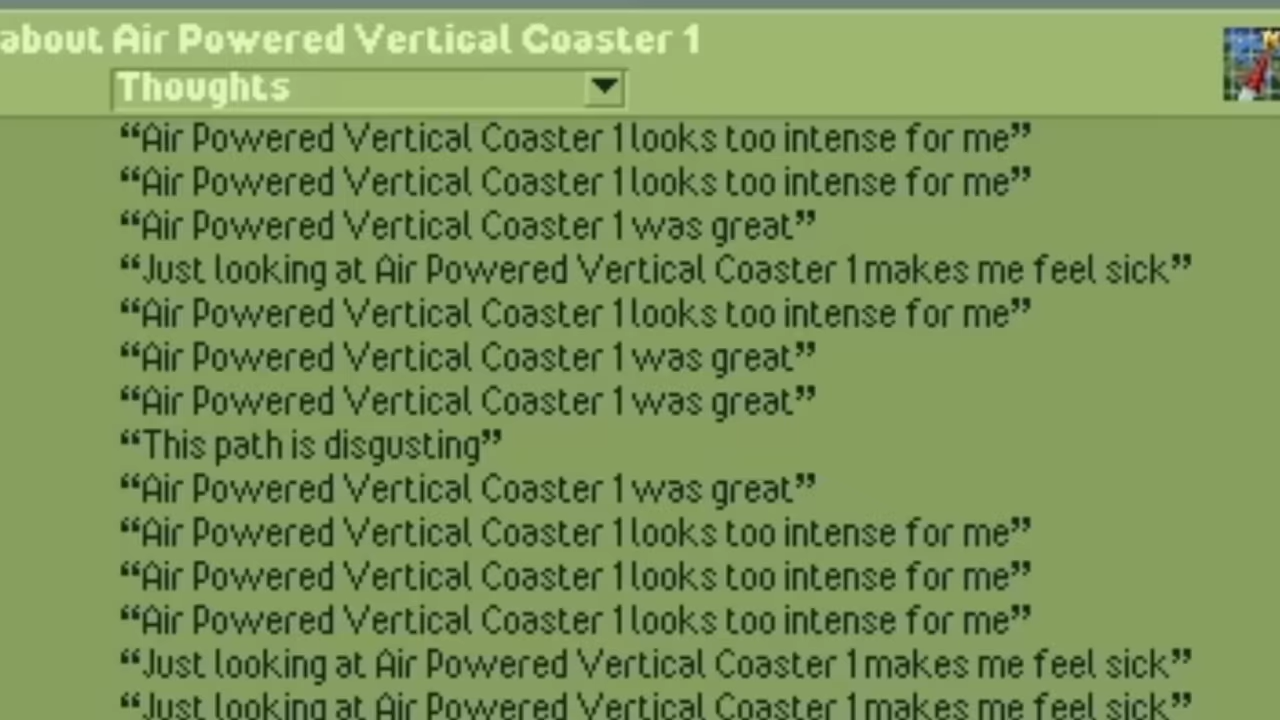 about Air Powered Vertical Coaster 1
Thoughts
“Air Powered Vertical Coaster 1 looks too intense for me”
“Air Powered Vertical Coaster 1 looks too intense for me”
“Air Powered Vertical Coaster 1 was great”
“Just looking at Air Powered Vertical Coaster 1 makes me feel sick”
“Air Powered Vertical Coaster 1 looks too intense for me”
“Air Powered Vertical Coaster 1 was great”
“Air Powered Vertical Coaster 1 was great”
“This path is disgusting”
“Air Powered Vertical Coaster 1 was great”
“Air Powered Vertical Coaster 1 looks too intense for me”
“Air Powered Vertical Coaster 1 looks too intense for me”
“Air Powered Vertical Coaster 1 looks too intense for me”
“Just looking at Air Powered Vertical Coaster 1 makes me feel sick”
“Just looking at Air Powered Vertical Coaster 1 makes me feel sick”